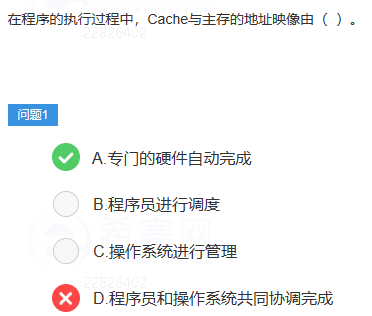 在程序的执行过程中，Cache与主存的地址映像由（ ）。
22826402
问题1
A.专门的硬件自动完成
B.程序员进行调度
C.操作系统进行管理
22826402
D.程序员和操作系统共同协调完成